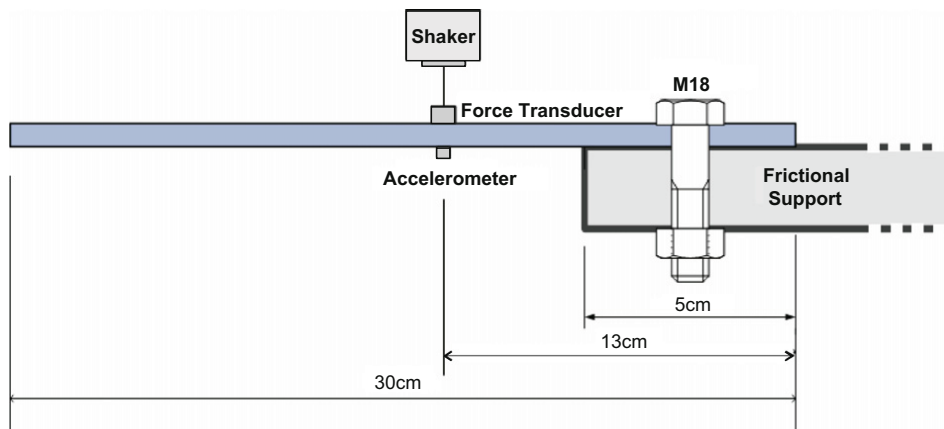 Shaker
M18
Force Transducer
Accelerometer
Frictional
Support
5cm
13cm
30cm